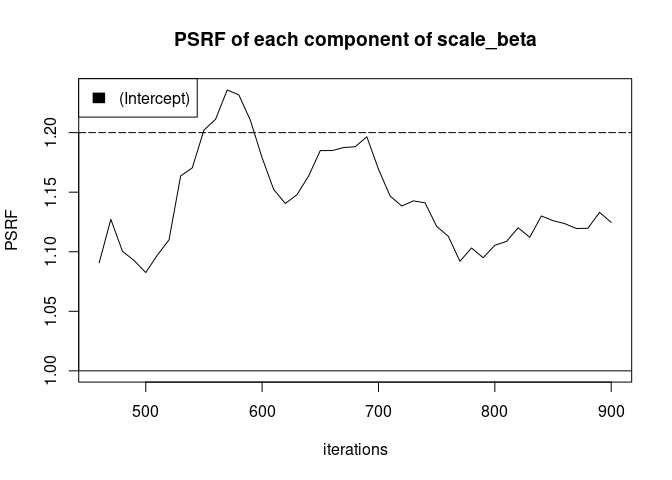 PSRF of each component of scale_beta
(Intercept)
PSRF
1.20
1.15
1.10
1.05
1.00
500 600 700 800 900
iterations